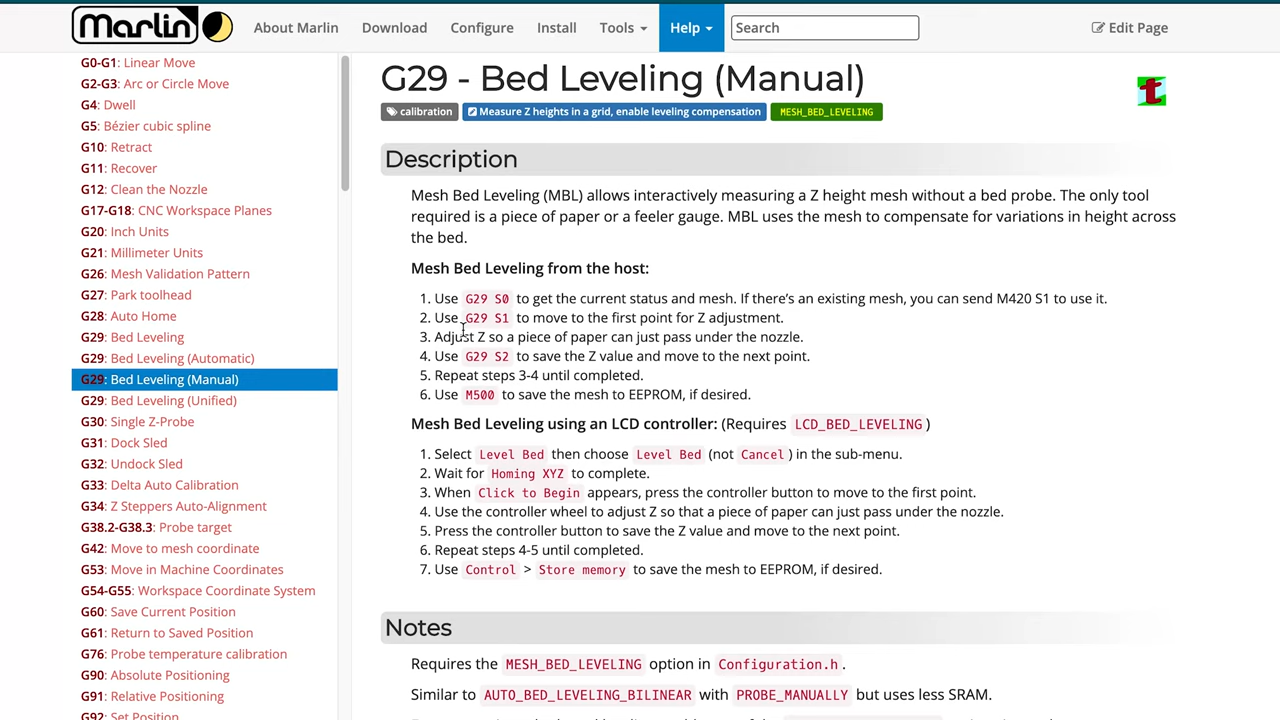 Marlin
About Marlin
Download
Configure
Install
Tools
Help
Search
Edit Page
G0-G1: Linear Move
G2-G3: Arc or Circle Move
G4: Dwell
G5: Bézier cubic spline
G10: Retract
G11: Recover
G12: Clean the Nozzle
G17-G18: CNC Workspace Planes
G20: Inch Units
G21: Millimeter Units
G26: Mesh Validation Pattern
G27: Park toolhead
G28: Auto Home
G29: Bed Leveling
G29: Bed Leveling (Automatic)
G29: Bed Leveling (Manual)
G29: Bed Leveling (Unified)
G30: Single Z-Probe
G31: Dock Sled
G32: Undock Sled
G33: Delta Auto Calibration
G34: Z Steppers Auto-Alignment
G38.2-G38.3: Probe target
G42: Move to mesh coordinate
G53: Move in Machine Coordinates
G54-G55: Workspace Coordinate System
G60: Save Current Position
G61: Return to Saved Position
G76: Probe temperature calibration
G90: Absolute Positioning
G91: Relative Positioning
G92: Set Position
G29 - Bed Leveling (Manual)
t
calibration
Measure Z heights in a grid, enable leveling compensation
MESH_BED_LEVELING
Description
Mesh Bed Leveling (MBL) allows interactively measuring a Z height mesh without a bed probe. The only tool
required is a piece of paper or a feeler gauge. MBL uses the mesh to compensate for variations in height across
the bed.
Mesh Bed Leveling from the host:
1. Use G29 S0 to get the current status and mesh. If there's an existing mesh, you can send M420 S1 to use it.
2. Use G29 S1 to move to the first point for Z adjustment.
3. Adjust Z so a piece of paper can just pass under the nozzle.
4. Use G29 S2 to save the Z value and move to the next point.
5. Repeat steps 3-4 until completed.
6. Use M500 to save the mesh to EEPROM, if desired.
Mesh Bed Leveling using an LCD controller: (Requires LCD_BED_LEVELING)
1. Select Level Bed then choose Level Bed (not Cancel) in the sub-menu.
2. Wait for Homing XYZ to complete.
3. When Click to Begin appears, press the controller button to move to the first point.
4. Use the controller wheel to adjust Z so that a piece of paper can just pass under the nozzle.
5. Press the controller button to save the Z value and move to the next point.
6. Repeat steps 4-5 until completed.
7. Use Control > Store memory to save the mesh to EEPROM, if desired.
Notes
Requires the MESH_BED_LEVELING option in Configuration.h.
Similar to AUTO_BED_LEVELING_BILINEAR with PROBE_MANUALLY but uses less SRAM.